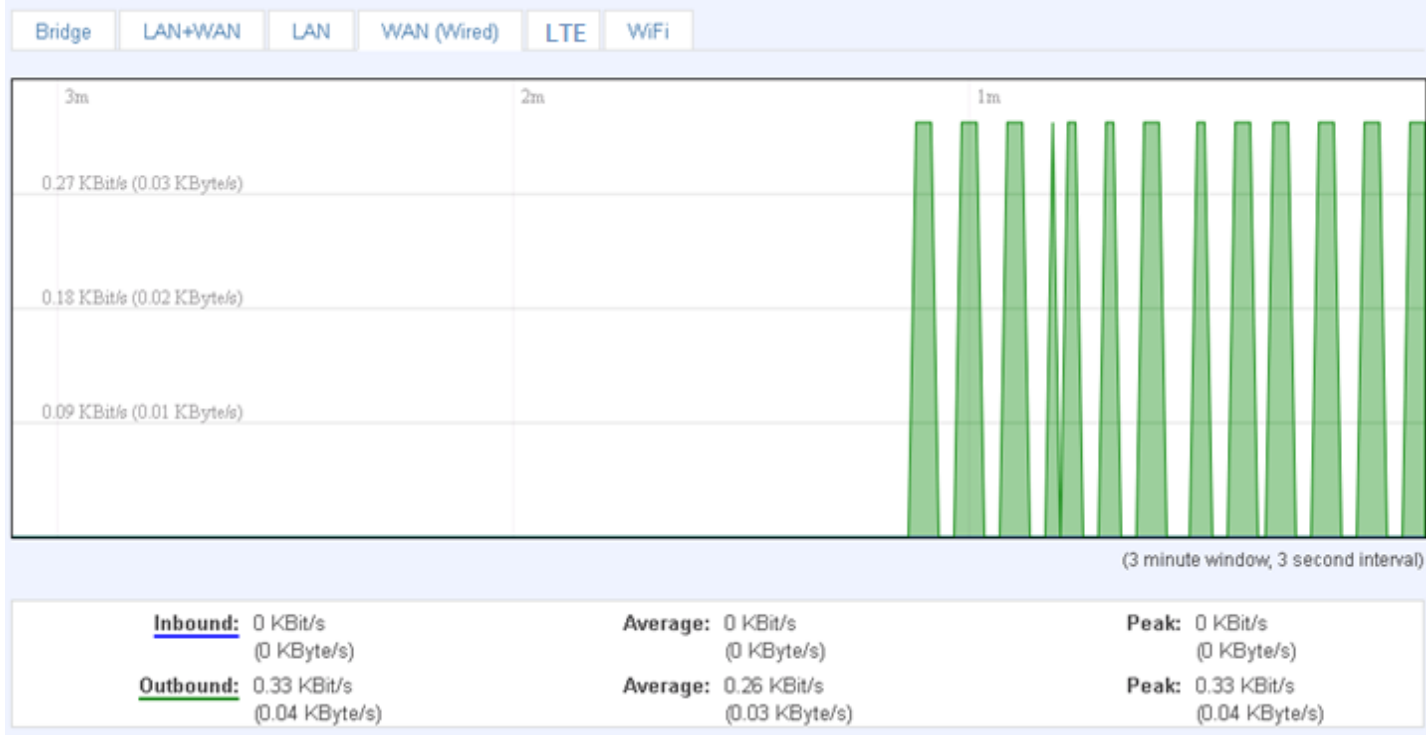 Bridge LAN+WAN LAN WAN (Wired) LTE WiFi
3m 2m 1m
0.27 KBit/s (0.03 KByte/s)
0.18 KBit/s (0.02 KByte/s)
0.09 KBit/s (0.01 KByte/s)
(3 minute window, 3 second interval)
Inbound: 0 KBit/s Average: 0 KBit/s Peak: 0 KBit/s
(0 KByte/s) (0 KByte/s) (0 KByte/s)
Outbound: 0.33 KBit/s Average: 0.26 KBit/s Peak: 0.33 KBit/s
(0.04 KByte/s) (0.03 KByte/s) (0.04 KByte/s)